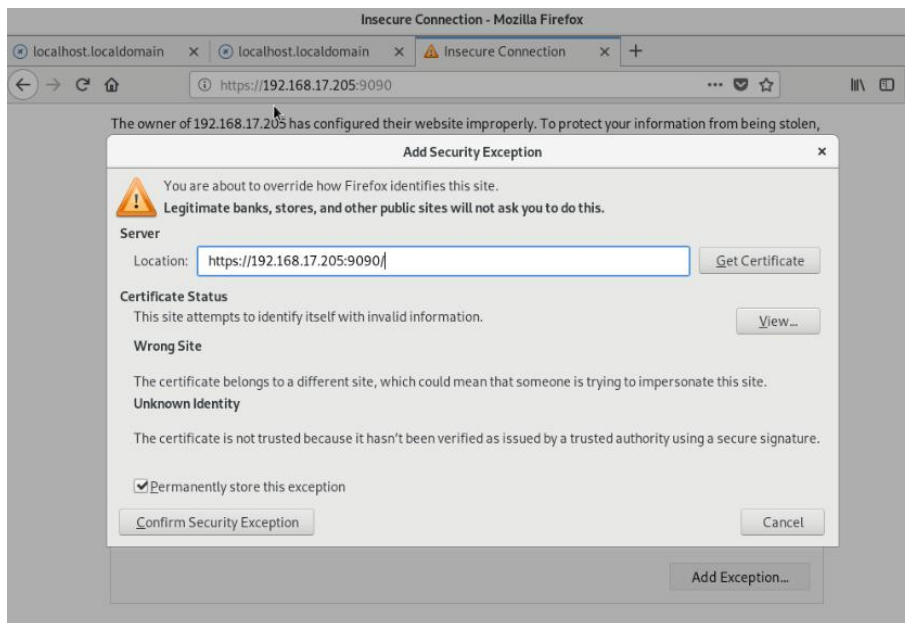 Insecure Connection - Mozilla Firefox
localhost.localdomain × localhost.localdomain × Insecure Connection × +
https://192.168.17.205:9090
The owner of 192.168.17.205 has configured their website improperly. To protect your information from being stolen,
Add Security Exception ×
You are about to override how Firefox identifies this site.
Legitimate banks, stores, and other public sites will not ask you to do this.
Server
Location: https://192.168.17.205:9090/ Get Certificate
Certificate Status
This site attempts to identify itself with invalid information.
View…
Wrong Site
The certificate belongs to a different site, which could mean that someone is trying to impersonate this site.
Unknown Identity
The certificate is not trusted because it hasn't been verified as issued by a trusted authority using a secure signature.
Permanently store this exception
Confirm Security Exception Cancel
Add Exception…